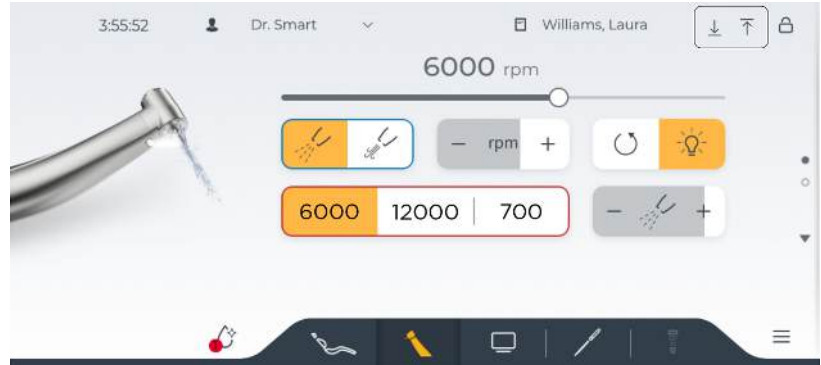 3:55:52 Dr. Smart Williams, Laura
6000 rpm
− rpm +
6000 12000 | 700 − +